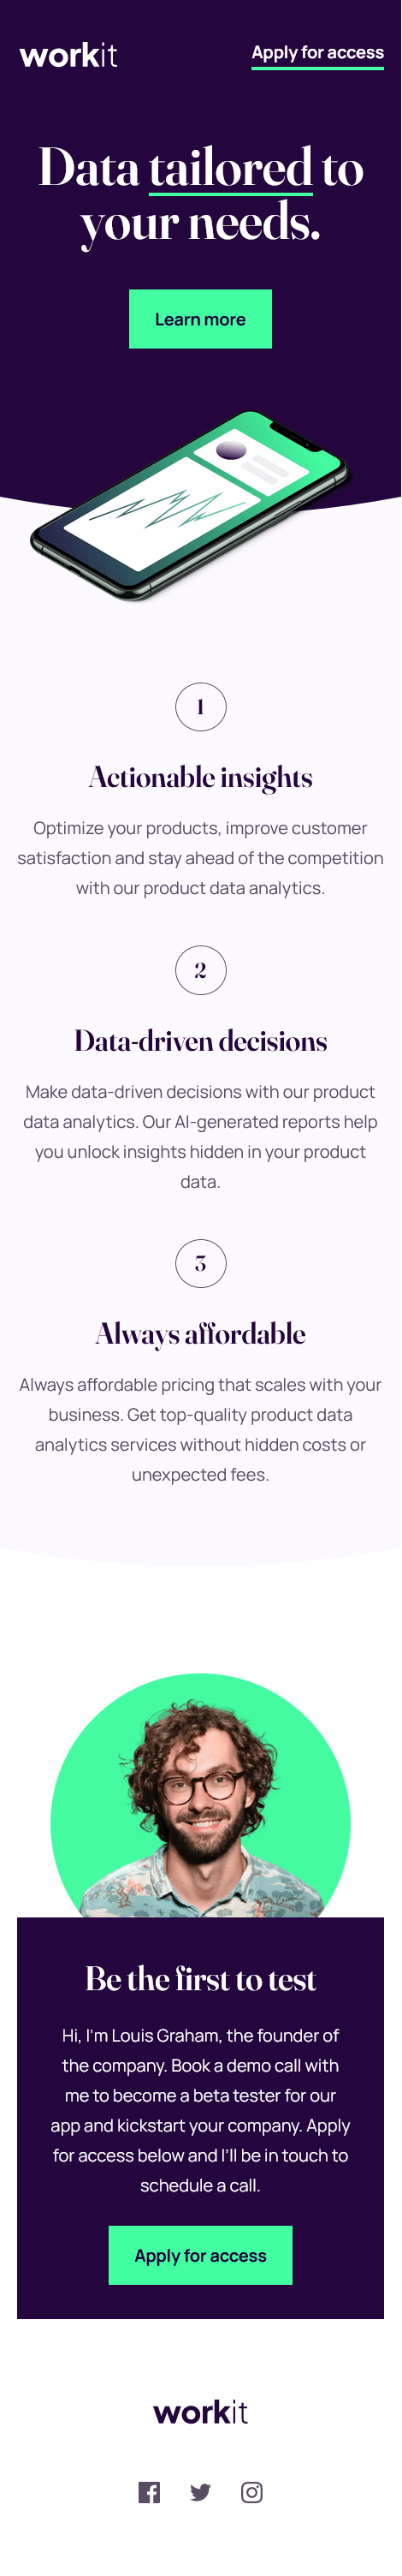 workit
Apply for access
Data tailored to
your needs.
Learn more
1
Actionable insights
Optimize your products, improve customer
satisfaction and stay ahead of the competition
with our product data analytics.
2
Data-driven decisions
Make data-driven decisions with our product
data analytics. Our AI-generated reports help
you unlock insights hidden in your product
data.
3
Always affordable
Always affordable pricing that scales with your
business. Get top-quality product data
analytics services without hidden costs or
unexpected fees.
Be the first to test
Hi, I'm Louis Graham, the founder of
the company. Book a demo call with
me to become a beta tester for our
app and kickstart your company. Apply
for access below and I'll be in touch to
schedule a call.
Apply for access
workit